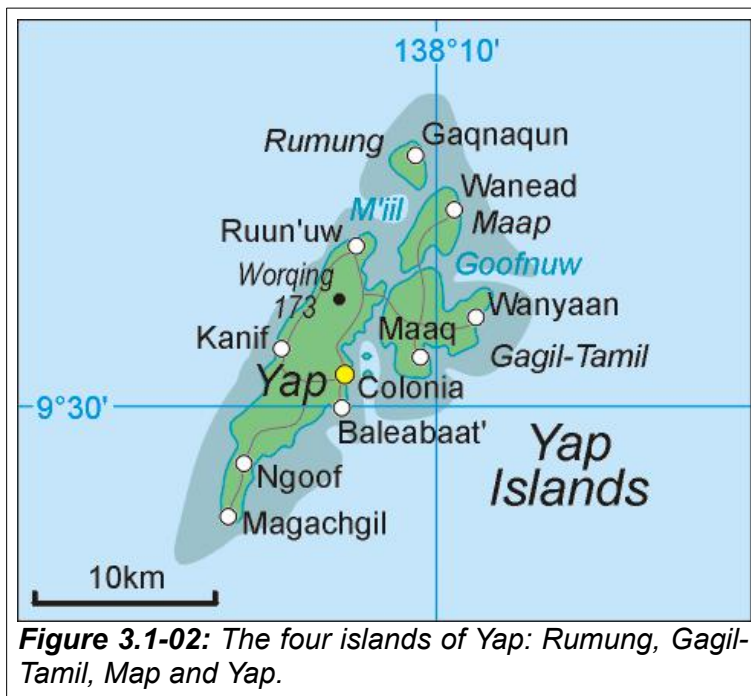 138°10'
Rumung
Gaqnaqun
Wanead
M'iil
Maap
Ruun'uw
Goofnuw
Worqing
173
Wanyaan
Kanif
Maaq
Gagil-Tamil
Yap
Colonia
9°30'
Baleabaat'
Yap
Islands
Ngoof
Magachgil
10km
Figure 3.1-02: The four islands of Yap: Rumung, Gagil-
Tamil, Map and Yap.